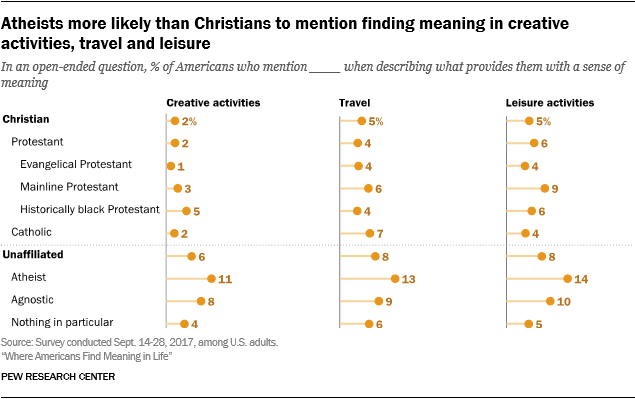 Atheists more likely than Christians to mention finding meaning in creative
activities, travel and leisure
In an open-ended question, % of Americans who mention ____ when describing what provides them with a sense of
meaning
Creative activities Travel Leisure activities
Christian 2% 5% 5%
Protestant 2 4 6
Evangelical Protestant 1 4 4
Mainline Protestant 3 6 9
Historically black Protestant 5 4 6
Catholic 2 7 4
Unaffiliated 6 8 8
Atheist 11 13 14
Agnostic 8 9 10
Nothing in particular 4 6 5
Source: Survey conducted Sept. 14-28, 2017, among U.S. adults.
“Where Americans Find Meaning in Life”
PEW RESEARCH CENTER